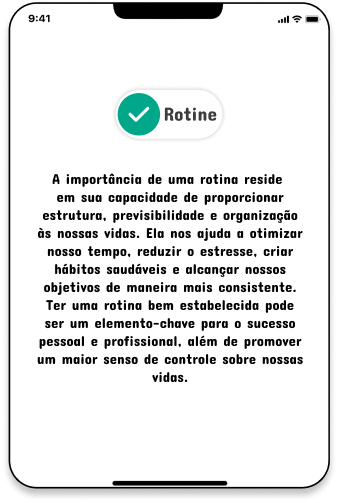 9:41
Rotine
A importância de uma rotina reside
em sua capacidade de proporcionar
estrutura, previsibilidade e organização
às nossas vidas. Ela nos ajuda a otimizar
nosso tempo, reduzir o estresse, criar
hábitos saudáveis e alcançar nossos
objetivos de maneira mais consistente.
Ter uma rotina bem estabelecida pode
ser um elemento-chave para o sucesso
pessoal e profissional, além de promover
um maior senso de controle sobre nossas
vidas.